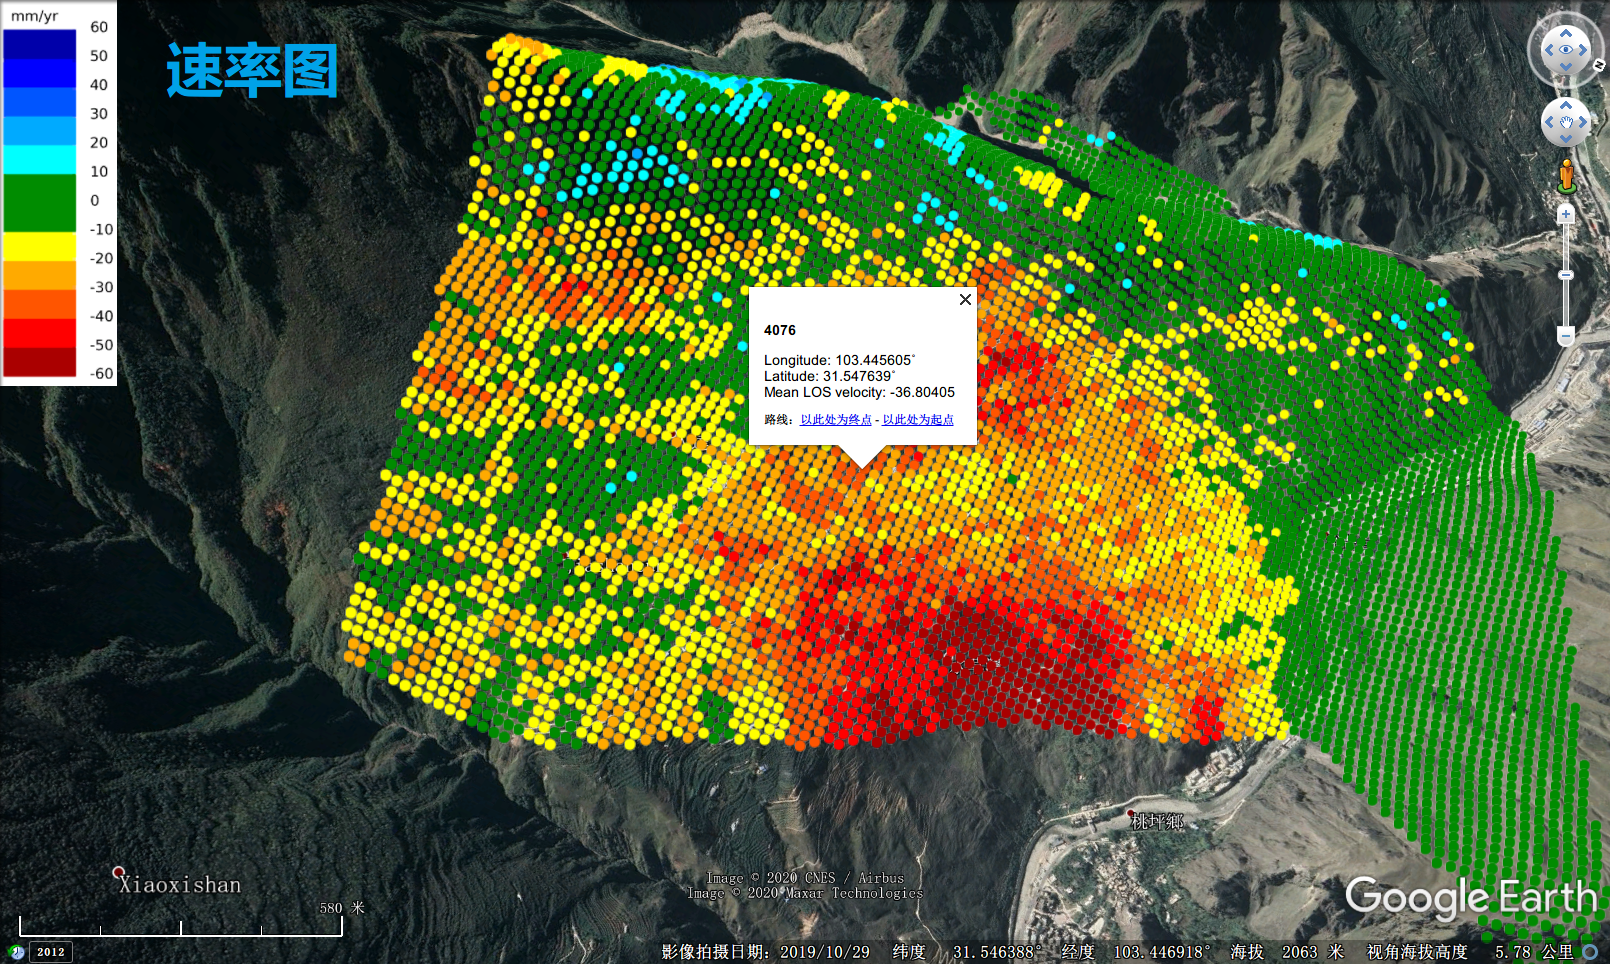 mm/yr
60
50
40
30
20
10
0
-10
-20
-30
-40
-50
-60
速率图
N
4076
Longitude: 103.445605°
Latitude: 31.547639°
Mean LOS velocity: -36.80405
路线： 以此处为终点 - 以此处为起点
桃坪鄉
Xiaoxishan
580 米
Image © 2020 CNES / Airbus
Image © 2020 Maxar Technologies
Google Earth
2012
影像拍摄日期： 2019/10/29 纬度 31.546388° 经度 103.446918° 海拔 2063 米 视角海拔高度 5.78 公里